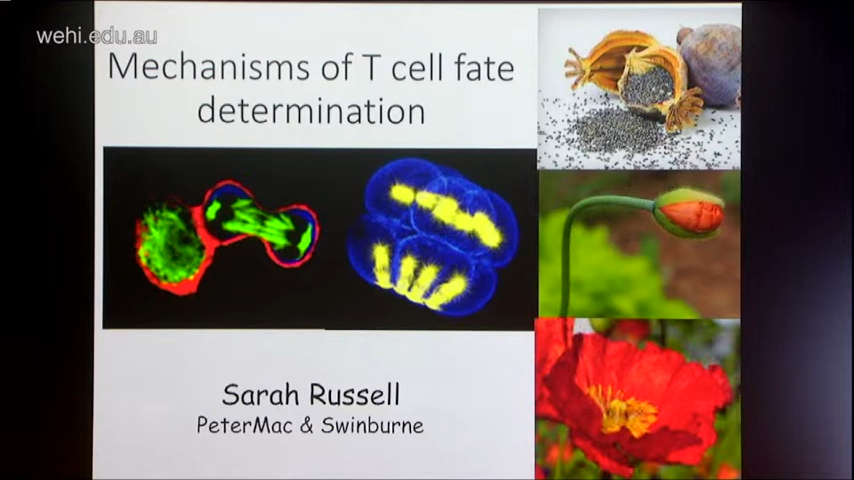 wehi.edu.au
Mechanisms of T cell fate
determination
Sarah Russell
PeterMac & Swinburne